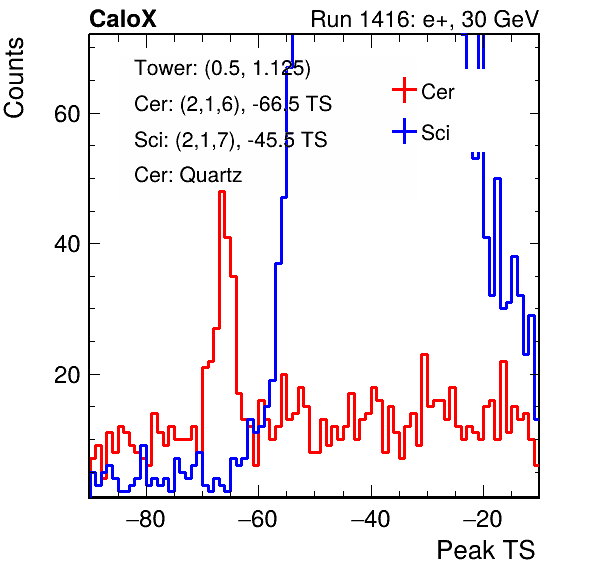 CaloX Run 1416: e+, 30 GeV
Counts
Tower: (0.5, 1.125)
Cer: (2,1,6), -66.5 TS
Sci: (2,1,7), -45.5 TS
Cer: Quartz
Cer
Sci
60
40
20
−80 −60 −40 −20
Peak TS